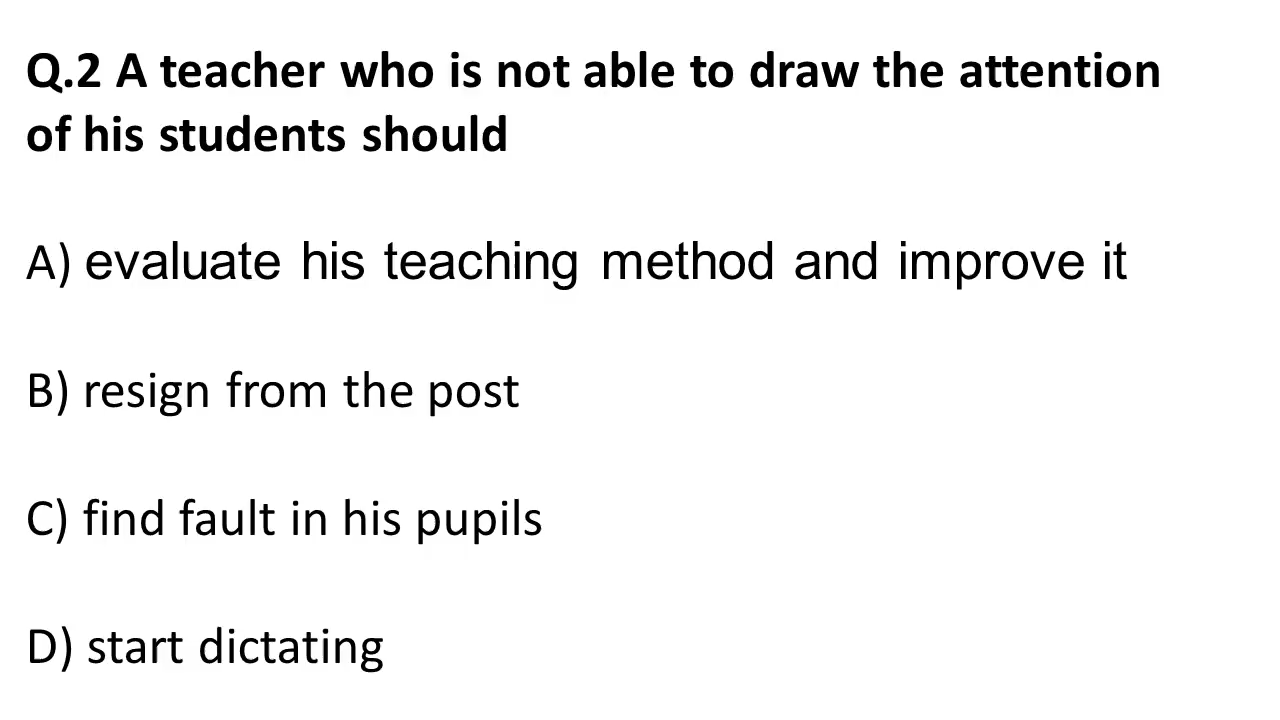 Q.2 A teacher who is not able to draw the attention
of his students should
A) evaluate his teaching method and improve it
B) resign from the post
C) find fault in his pupils
D) start dictating